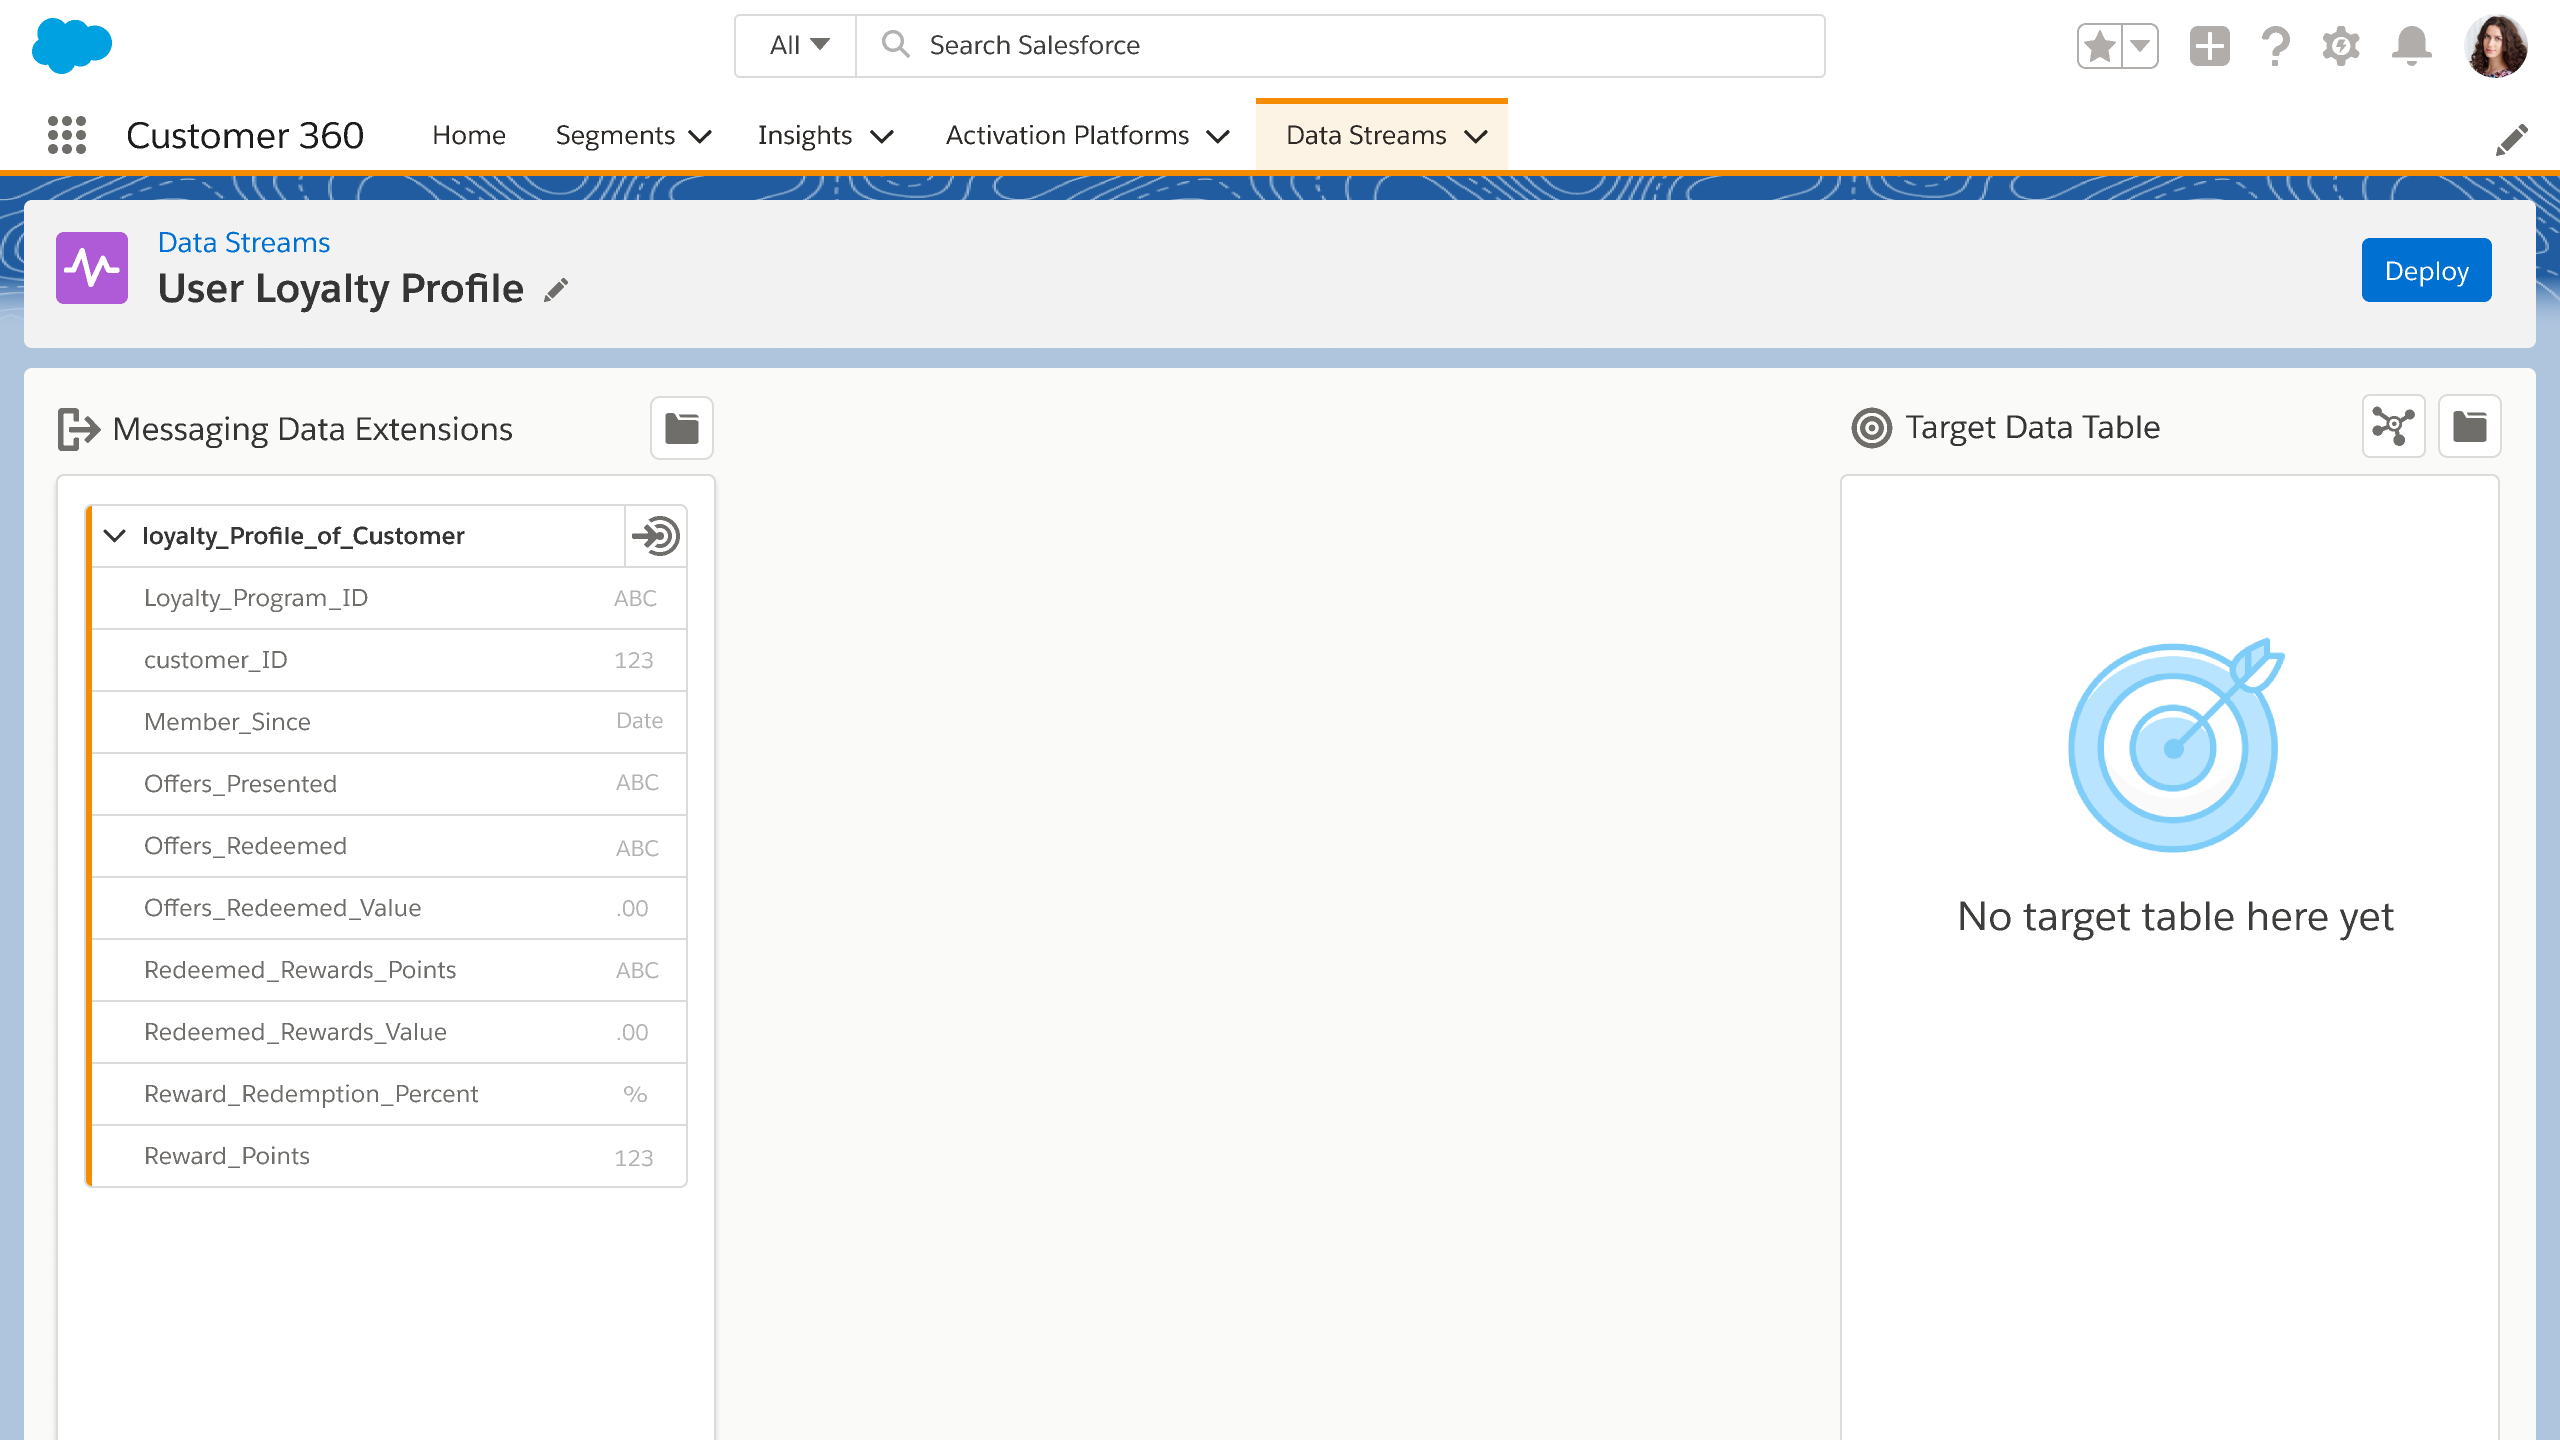 All
Search Salesforce
Customer 360
Home
Segments
Insights
Activation Platforms
Data Streams
Data Streams
User Loyalty Profile
Deploy
Messaging Data Extensions
Target Data Table
loyalty_Profile_of_Customer
Loyalty_Program_ID ABC
customer_ID 123
Member_Since Date
Offers_Presented ABC
Offers_Redeemed ABC
Offers_Redeemed_Value .00
Redeemed_Rewards_Points ABC
Redeemed_Rewards_Value .00
Reward_Redemption_Percent %
Reward_Points 123
No target table here yet